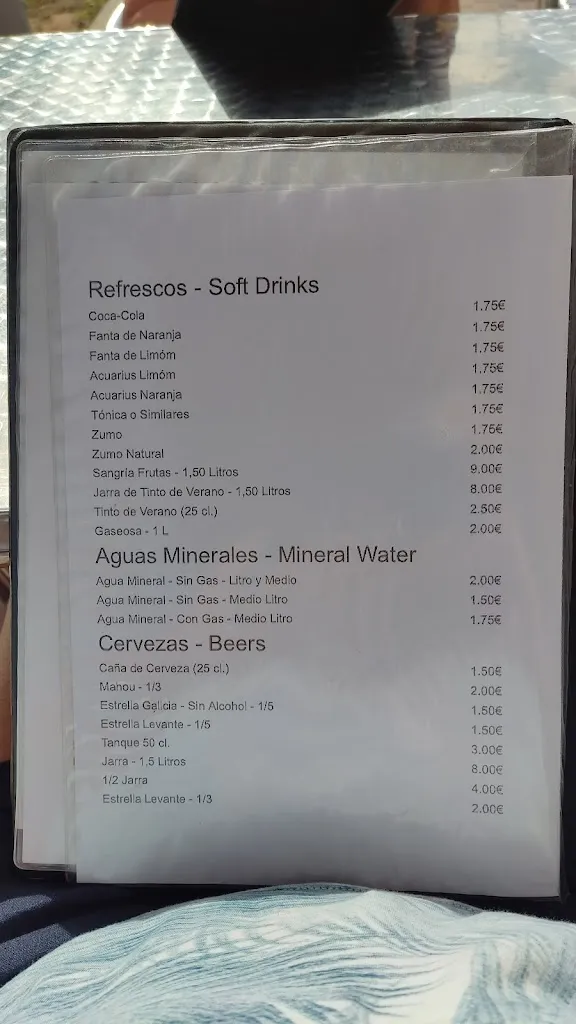 Refrescos - Soft Drinks
Coca-Cola 1.75€
Fanta de Naranja 1.75€
Fanta de Limóm 1.75€
Acuarius Limóm 1.75€
Acuarius Naranja 1.75€
Tónica o Similares 1.75€
Zumo 1.75€
Zumo Natural 2.00€
Sangría Frutas - 1,50 Litros 9.00€
Jarra de Tinto de Verano - 1,50 Litros 8.00€
Tinto de Verano (25 cl.) 2.50€
Gaseosa - 1 L 2.00€
Aguas Minerales - Mineral Water
Agua Mineral - Sin Gas - Litro y Medio 2.00€
Agua Mineral - Sin Gas - Medio Litro 1.50€
Agua Mineral - Con Gas - Medio Litro 1.75€
Cervezas - Beers
Caña de Cerveza (25 cl.) 1.50€
Manou - 1/3 2.00€
Estrella Galicia - Sin Alcohol - 1/5 1.50€
Estrella Levante - 1/5 1.50€
Tanque 50 cl. 3.00€
Jarra - 1,5 Litros 8.00€
1/2 Jarra 4.00€
Estrella Levante - 1/3 2.00€